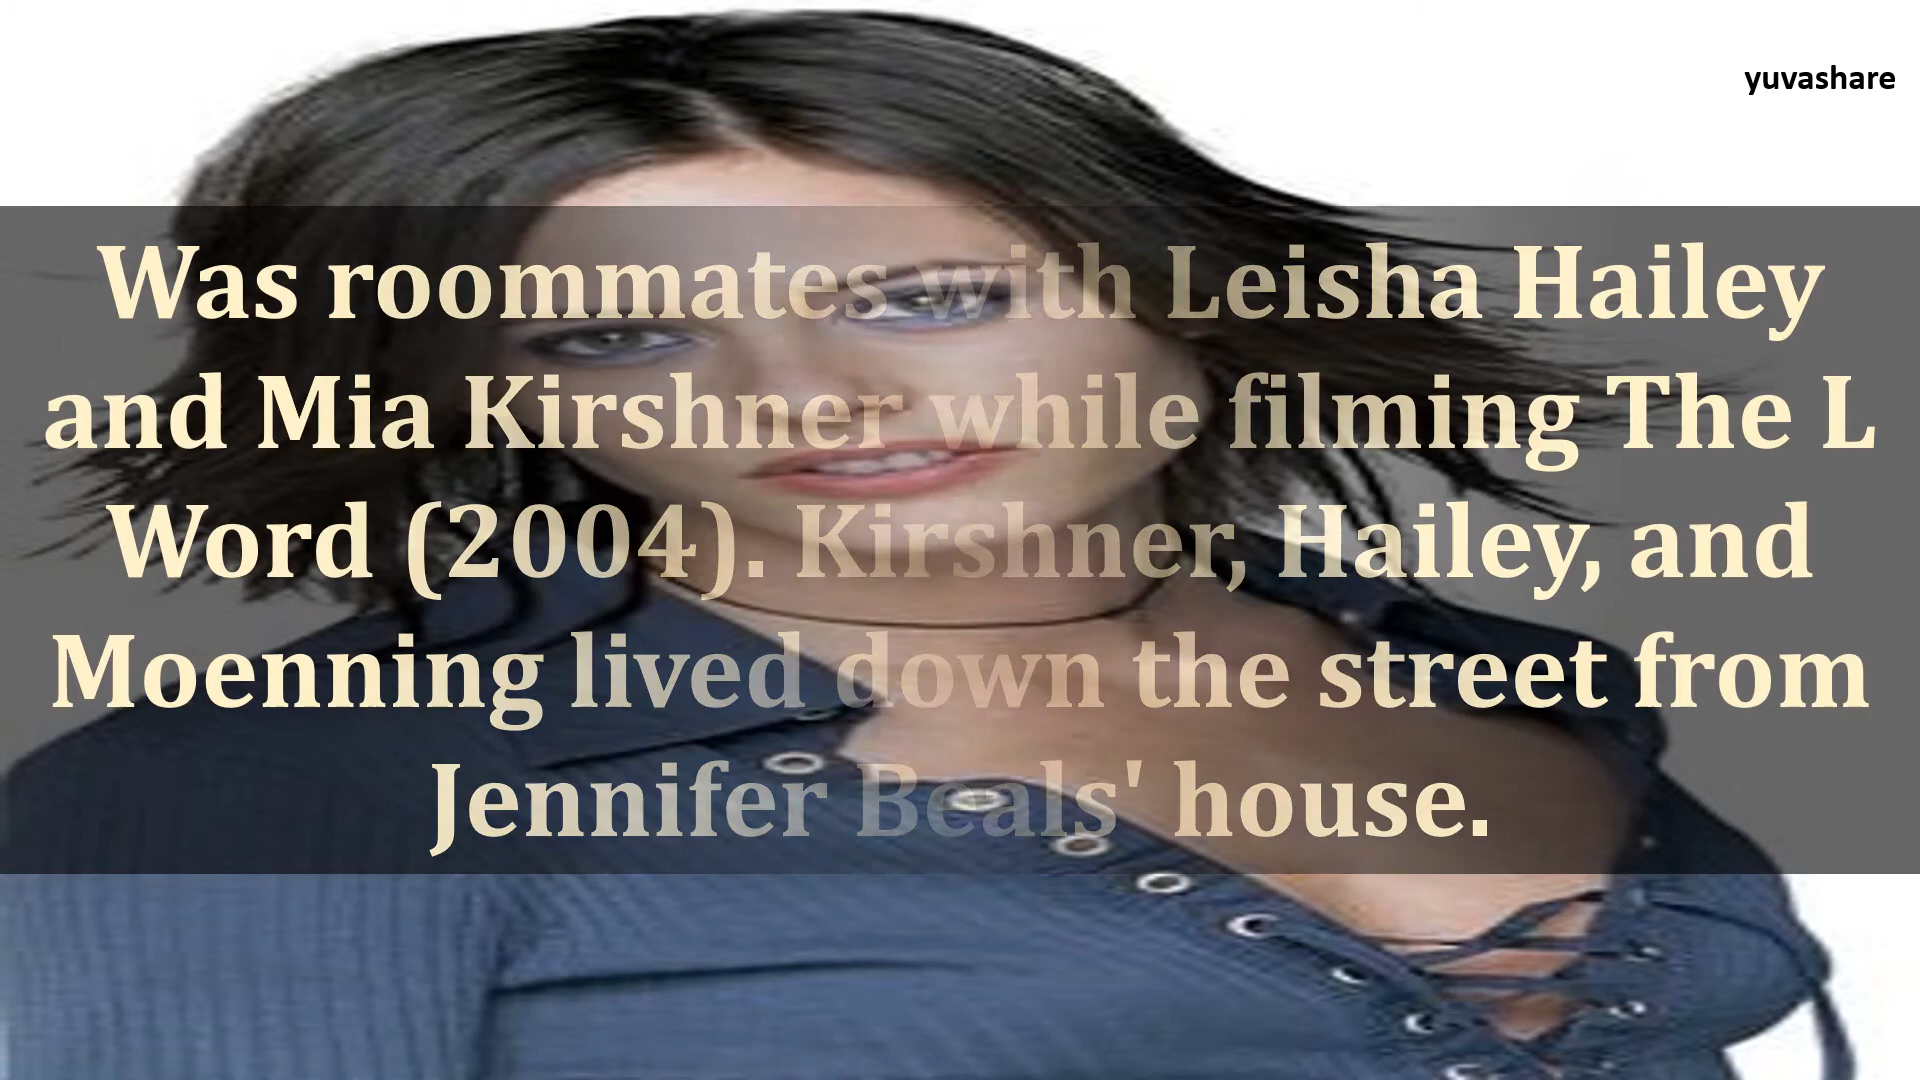 yuvashare
Was roommates with Leisha Hailey
and Mia Kirshner while filming The L
Word (2004). Kirshner, Hailey, and
Moenning lived down the street from
Jennifer Beals' house.